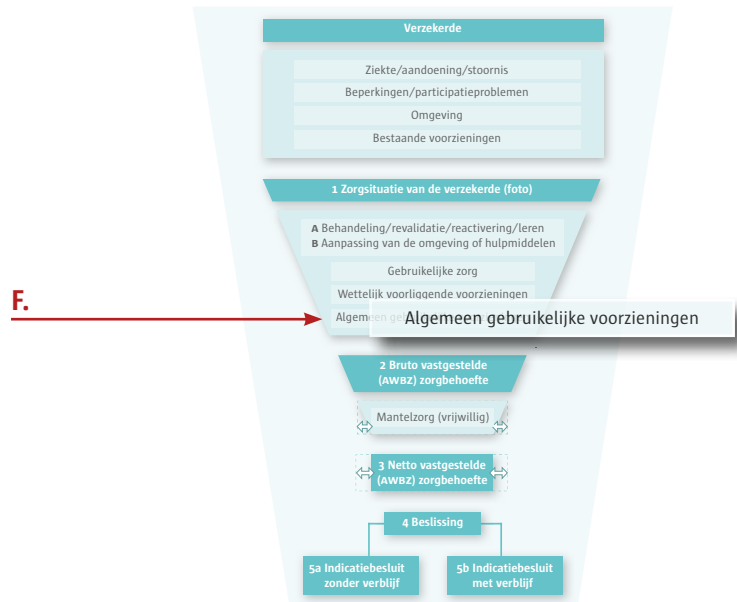 Verzekerde
Ziekte/aandoening/stoornis
Beperkingen/participatieproblemen
Omgeving
Bestaande voorzieningen
1 Zorgsituatie van de verzekerde (foto)
A Behandeling/revalidatie/reactivering/leren
B Aanpassing van de omgeving of hulpmiddelen
Gebruikelijke zorg
Wettelijk voorliggende voorzieningen
F.
Algemeen
Algemeen gebruikelijke voorzieningen
2 Bruto vastgestelde
(AWBZ) zorgbehoefte
Mantelzorg (vrijwillig)
3 Netto vastgestelde
(AWBZ) zorgbehoefte
4 Beslissing
5a Indicatiebesluit
zonder verblijf
5b Indicatiebesluit
met verblijf